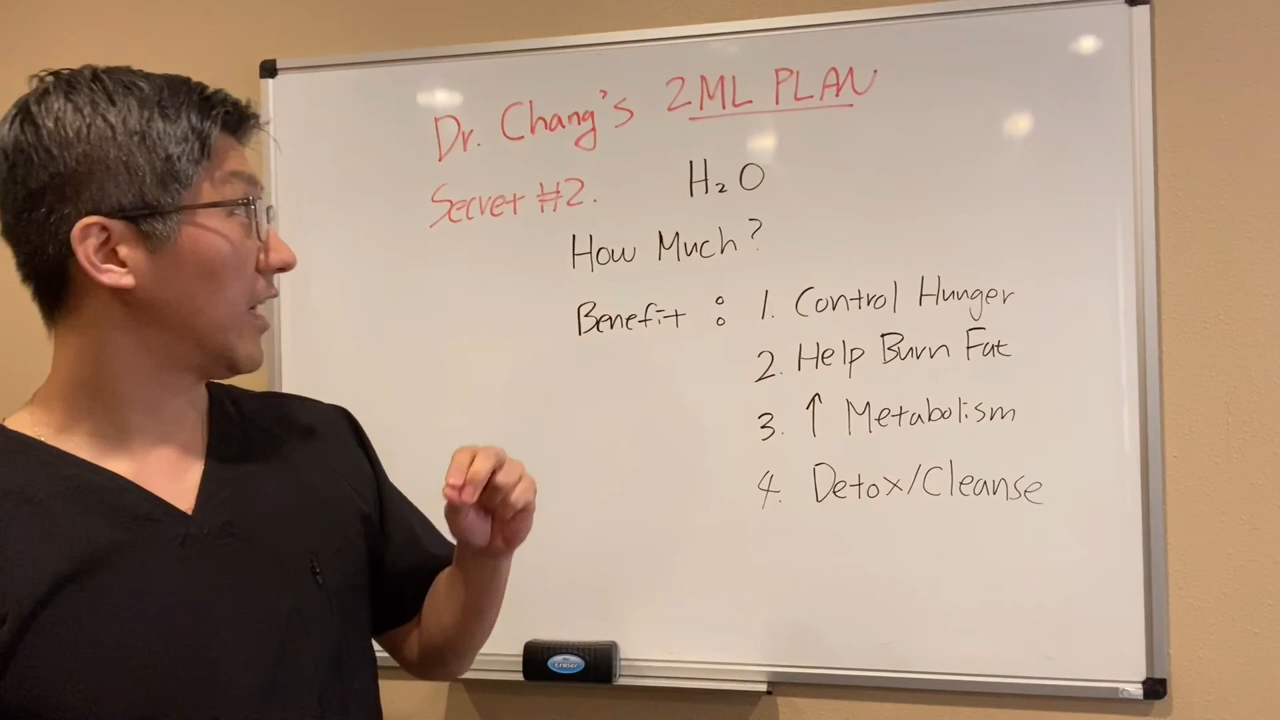 Dr. Chang's 2ML PLAN
Secret #2. H₂O
How Much?
Benefit : 1. Control Hunger
2. Help Burn Fat
3. ↑ Metabolism
4. Detox/Cleanse
Eraser